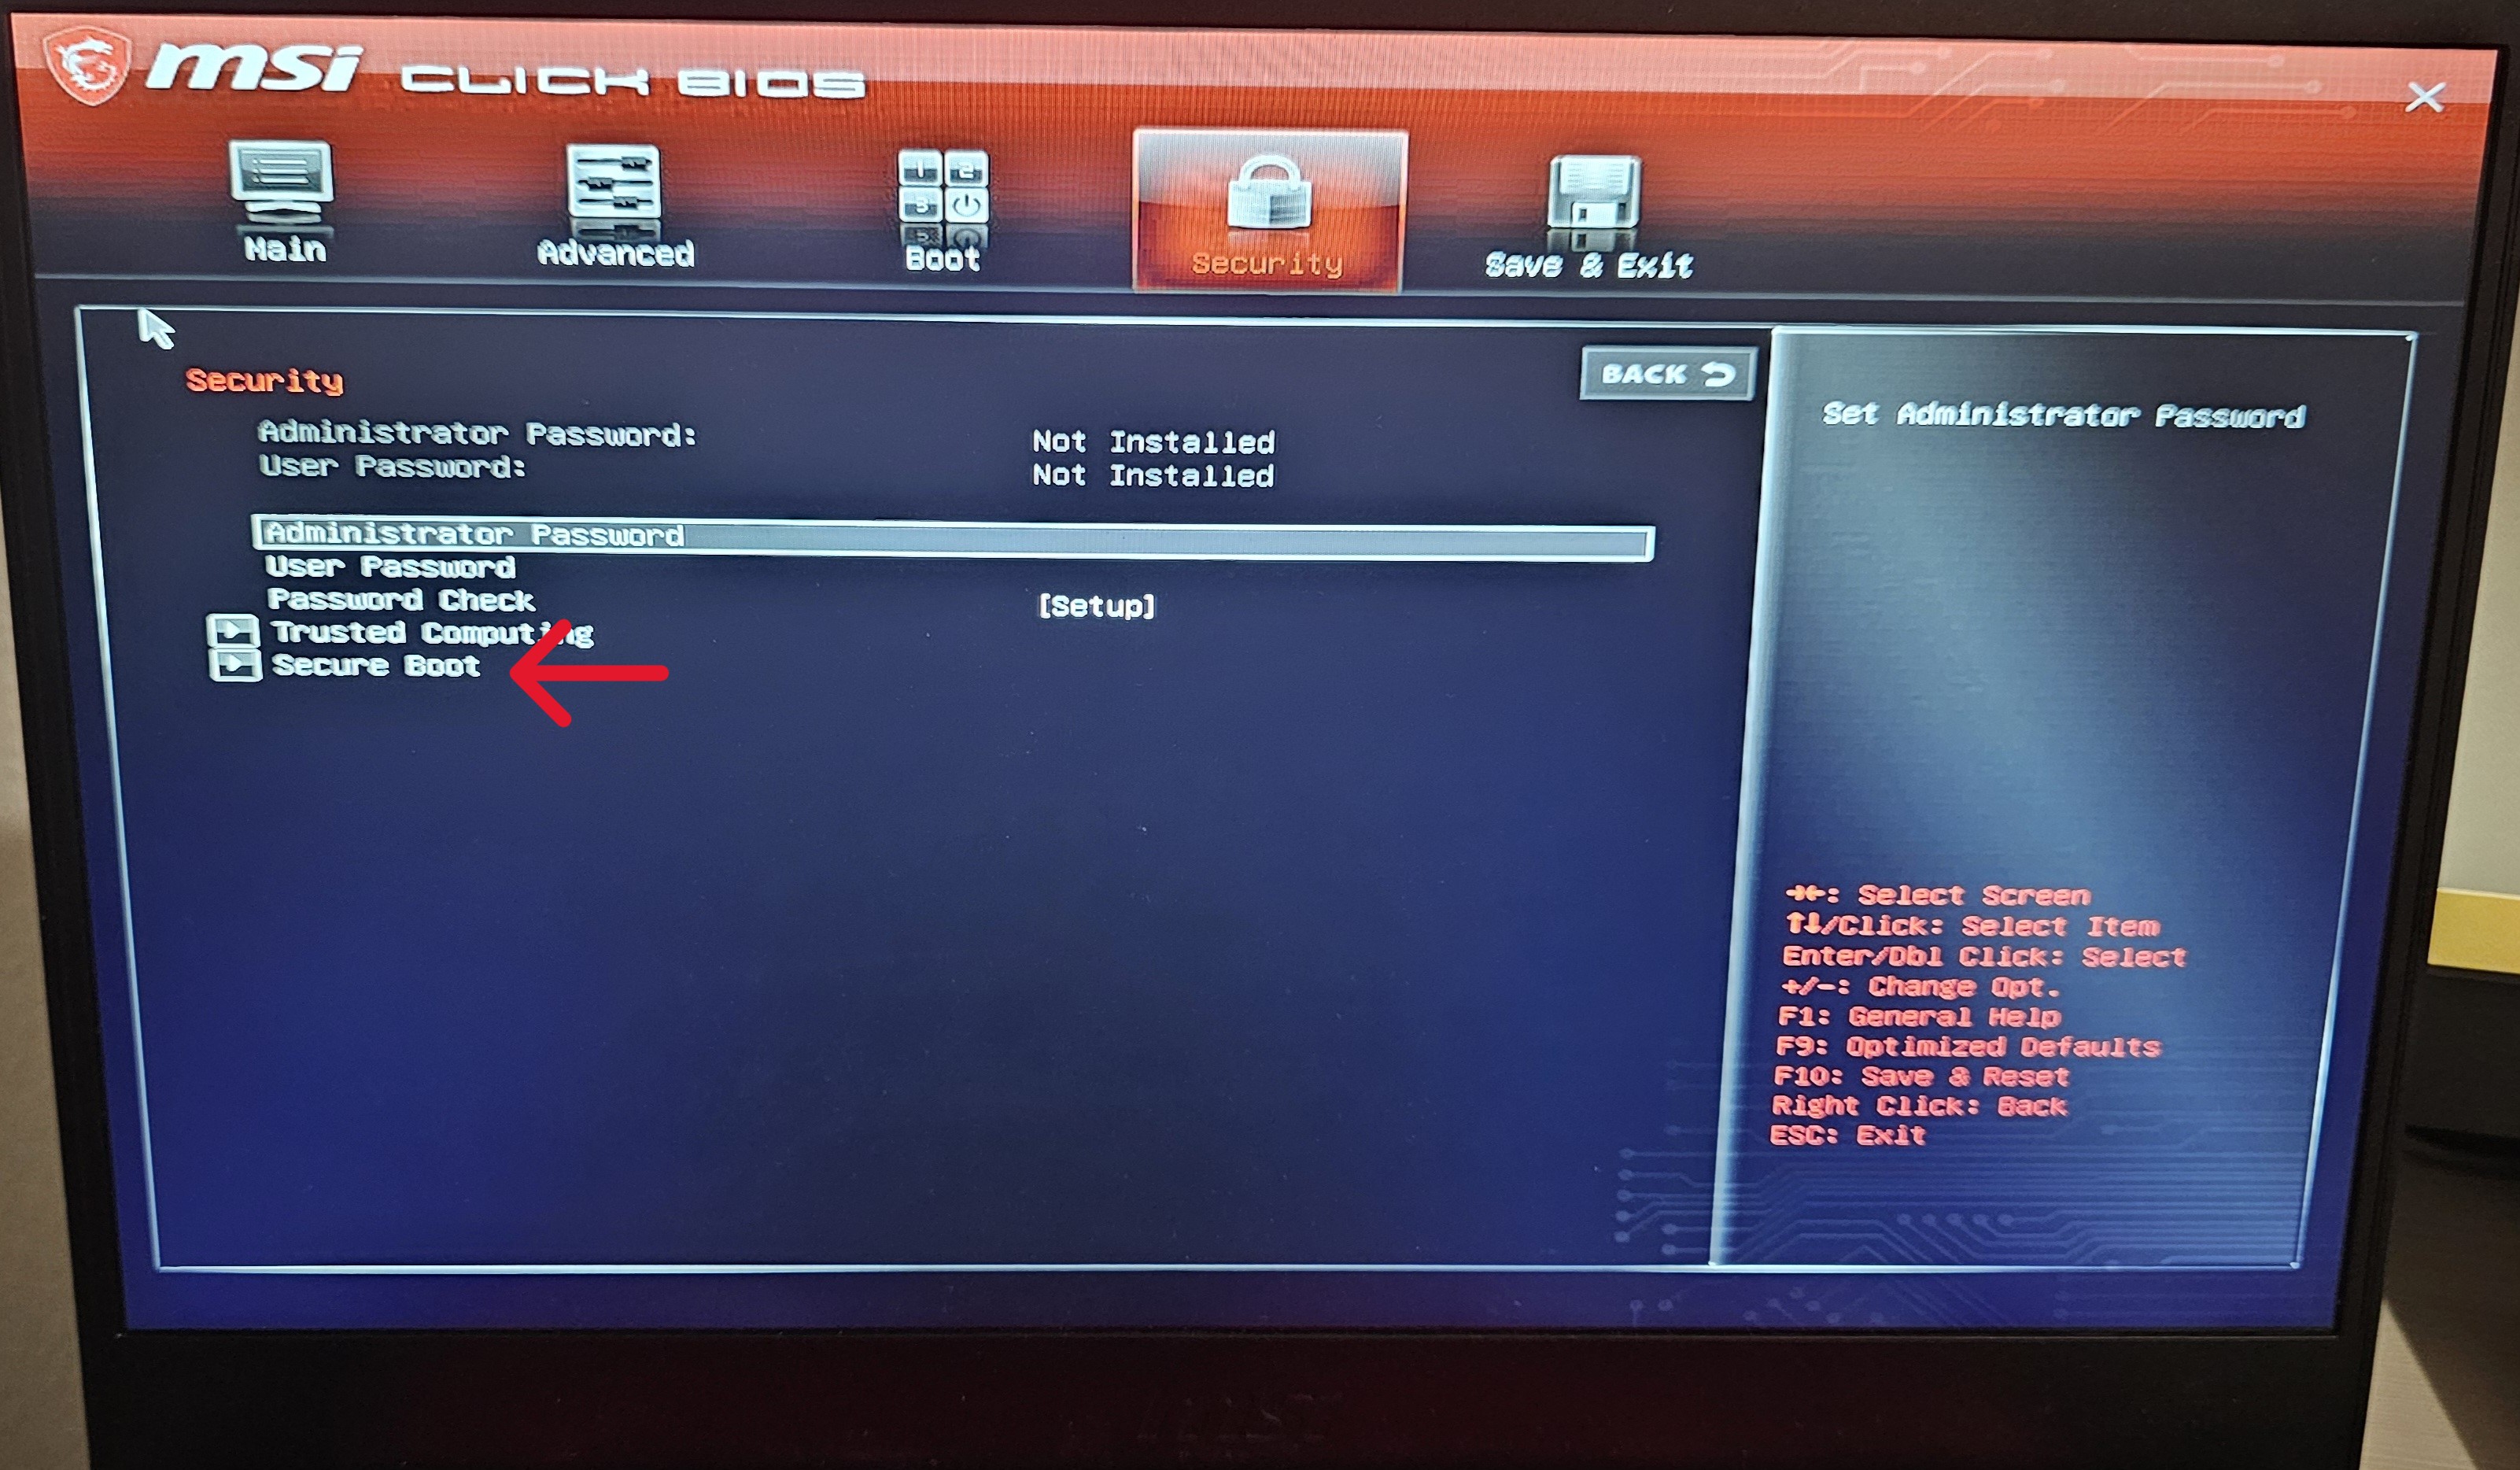 msi CLICK BIOS
Main
Advanced
Boot
Security
Save & Exit
BACK
Security
Administrator Password: Not Installed
User Password: Not Installed
Administrator Password
User Password
Password Check [Setup]
Trusted Computing
Secure Boot
Set Administrator Password
→←: Select Screen
↑↓/Click: Select Item
Enter/Dbl Click: Select
+/-: Change Opt.
F1: General Help
F9: Optimized Defaults
F10: Save & Reset
Right Click: Back
ESC: Exit
msi